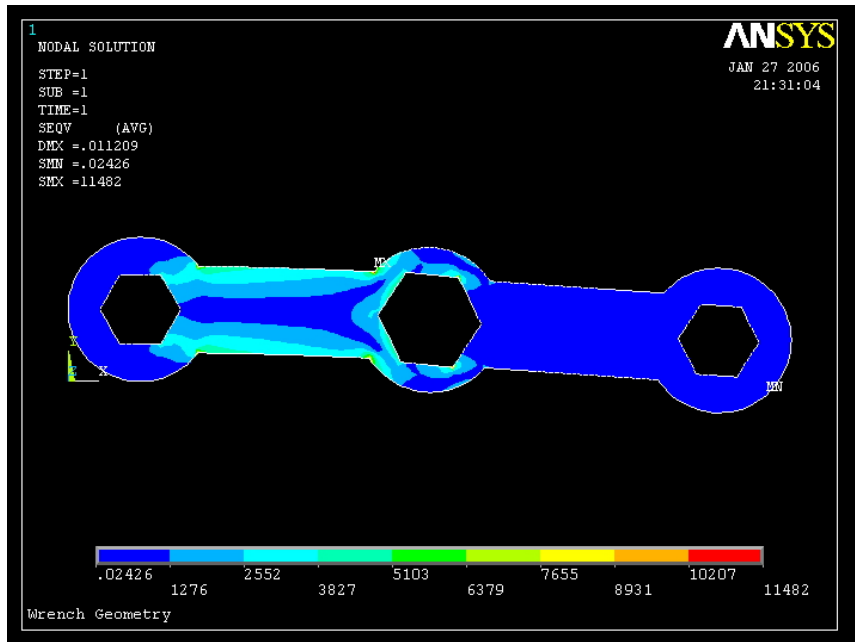 1
NODAL SOLUTION
STEP=1
SUB =1
TIME=1
SEQV (AVG)
DMX =.011209
SMN =.02426
SMX =11482
ANSYS
JAN 27 2006
21:31:04
MX
Y
Z X
MN
.02426 2552 5103 7655 10207
1276 3827 6379 8931 11482
Wrench Geometry